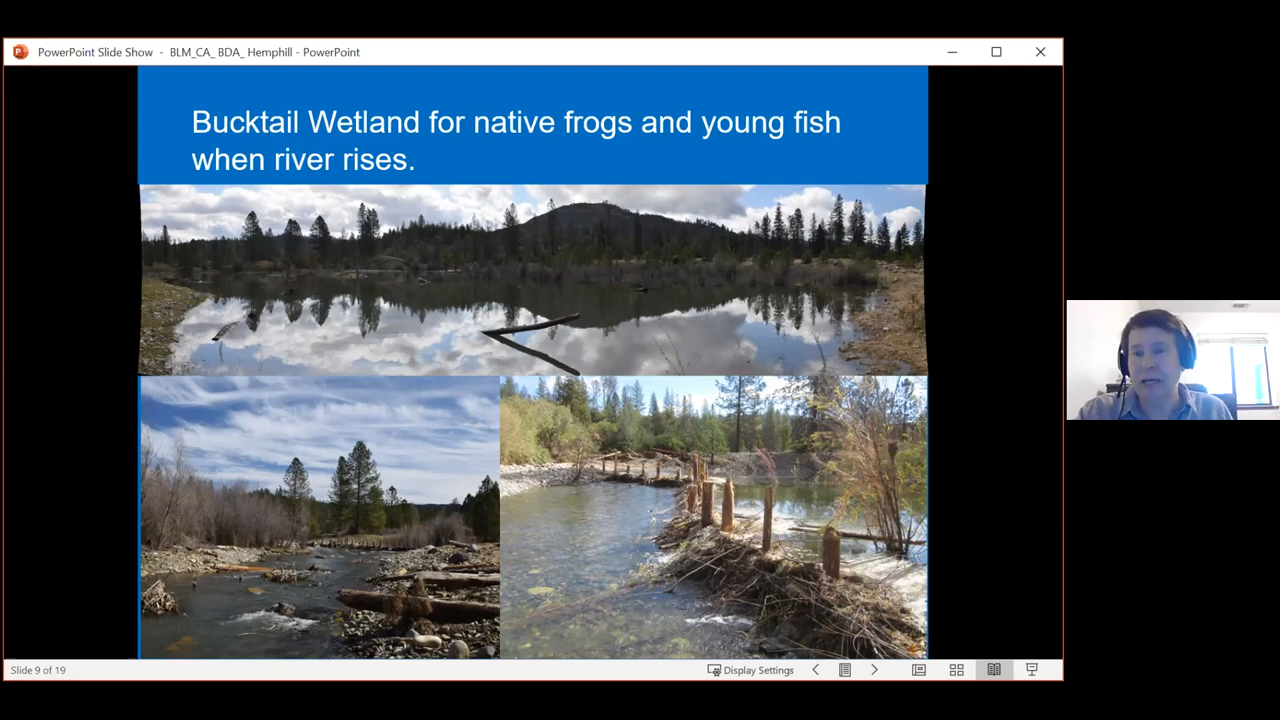 PowerPoint Slide Show - BLM_CA_ BDA_ Hemphill - PowerPoint
Bucktail Wetland for native frogs and young fish
when river rises.
Slide 9 of 19
Display Settings